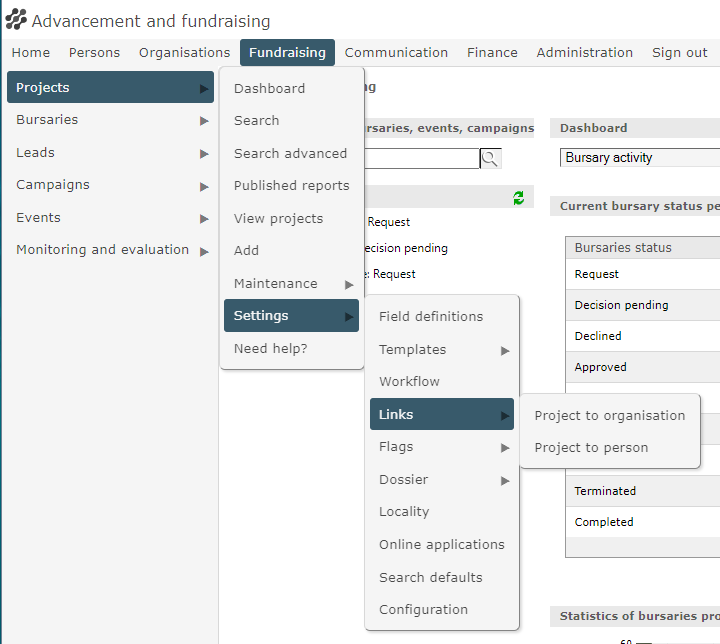 Advancement and fundraising
Home Persons Organisations Fundraising Communication Finance Administration Sign out
Projects
Bursaries
Leads
Campaigns
Events
Monitoring and evaluation
Dashboard
Search
Search advanced
Published reports
View projects
Add
Maintenance
Settings
Need help?
Field definitions
Templates
Workflow
Links
Flags
Dossier
Locality
Online applications
Search defaults
Configuration
Project to organisation
Project to person
ng
rsaries, events, campaigns
Request
ecision pending
e: Request
Dashboard
Bursary activity
Current bursary status pe
Bursaries status
Request
Decision pending
Declined
Approved
Terminated
Completed
Statistics of bursaries pro
60